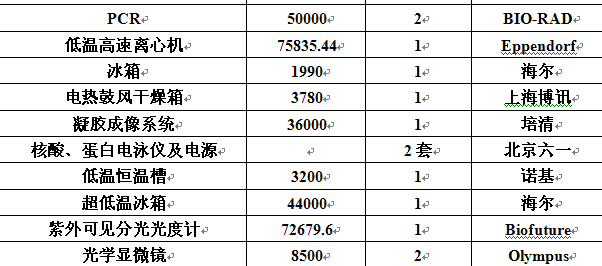 PCR 50000 2 BIO-RAD
低温高速离心机 75835.44 1 Eppendorf
冰箱 1990 1 海尔
电热鼓风干燥箱 3780 1 上海博讯
凝胶成像系统 36000 1 培清
核酸、蛋白电泳仪及电源 2 套 北京六一
低温恒温槽 3200 1 诺基
超低温冰箱 44000 1 海尔
紫外可见分光光度计 72679.6 1 Biofuture
光学显微镜 8500 2 Olympus